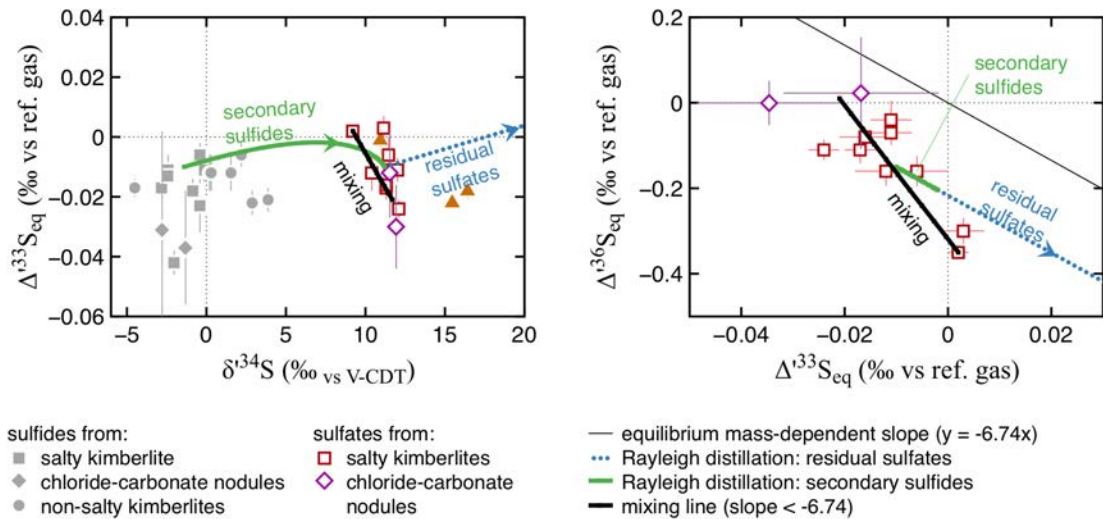 0.04
0.02
0
−0.02
−0.04
−0.06
Δ'³³S_eq (‰ vs ref. gas)
secondary
sulfides
mixing
residual
sulfates
−5
0
5
10
15
20
δ'³⁴S (‰ vs V-CDT)
0.2
0
−0.2
−0.4
Δ'³⁶S_eq (‰ vs ref. gas)
secondary
sulfides
mixing
residual
sulfates
−0.04
−0.02
0
0.02
Δ'³³S_eq (‰ vs ref. gas)
sulfides from:
salty kimberlite
chloride-carbonate nodules
non-salty kimberlites
sulfates from:
salty kimberlites
chloride-carbonate
nodules
equilibrium mass-dependent slope (y = -6.74x)
Rayleigh distillation: residual sulfates
Rayleigh distillation: secondary sulfides
mixing line (slope < -6.74)